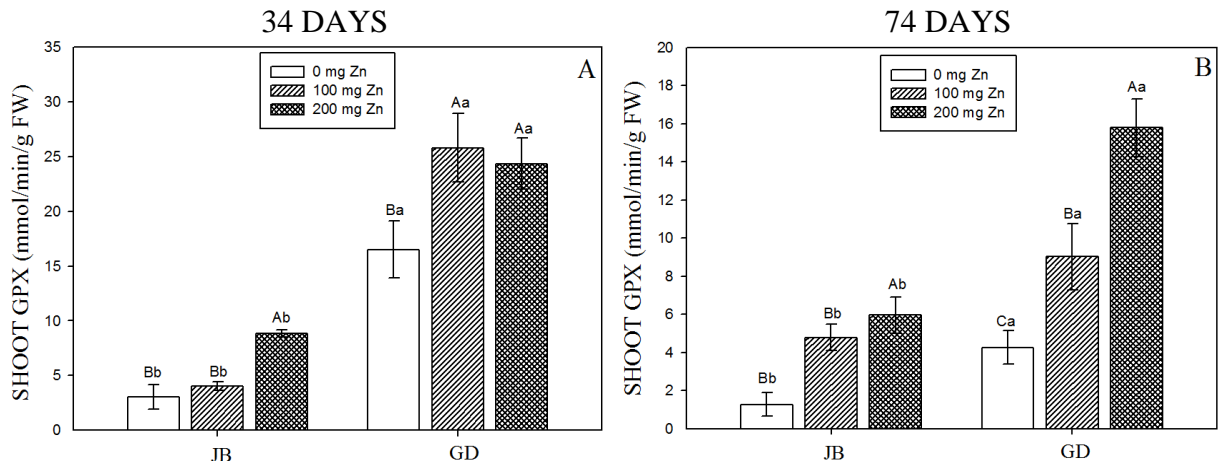 34 DAYS
74 DAYS
SHOOT GPX (mmol/min/g FW)
35
30
25
20
15
10
5
0
0 mg Zn
100 mg Zn
200 mg Zn
A
Bb
Bb
Ab
Ba
Aa
Aa
JB
GD
SHOOT GPX (mmol/min/g FW)
20
18
16
14
12
10
8
6
4
2
0
0 mg Zn
100 mg Zn
200 mg Zn
B
Bb
Bb
Ab
Ca
Ba
Aa
JB
GD